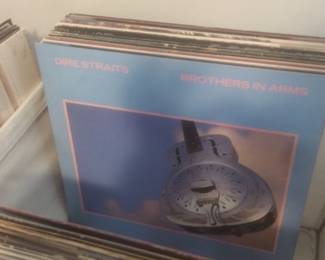 DIRE STRAITS BROTHERS IN ARMS